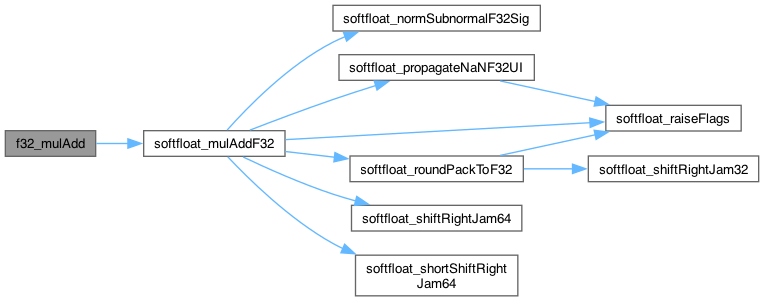 f32_mulAdd
softfloat_mulAddF32
softfloat_normSubnormalF32Sig
softfloat_propagateNaNF32UI
softfloat_roundPackToF32
softfloat_shiftRightJam64
softfloat_shortShiftRight
Jam64
softfloat_raiseFlags
softfloat_shiftRightJam32